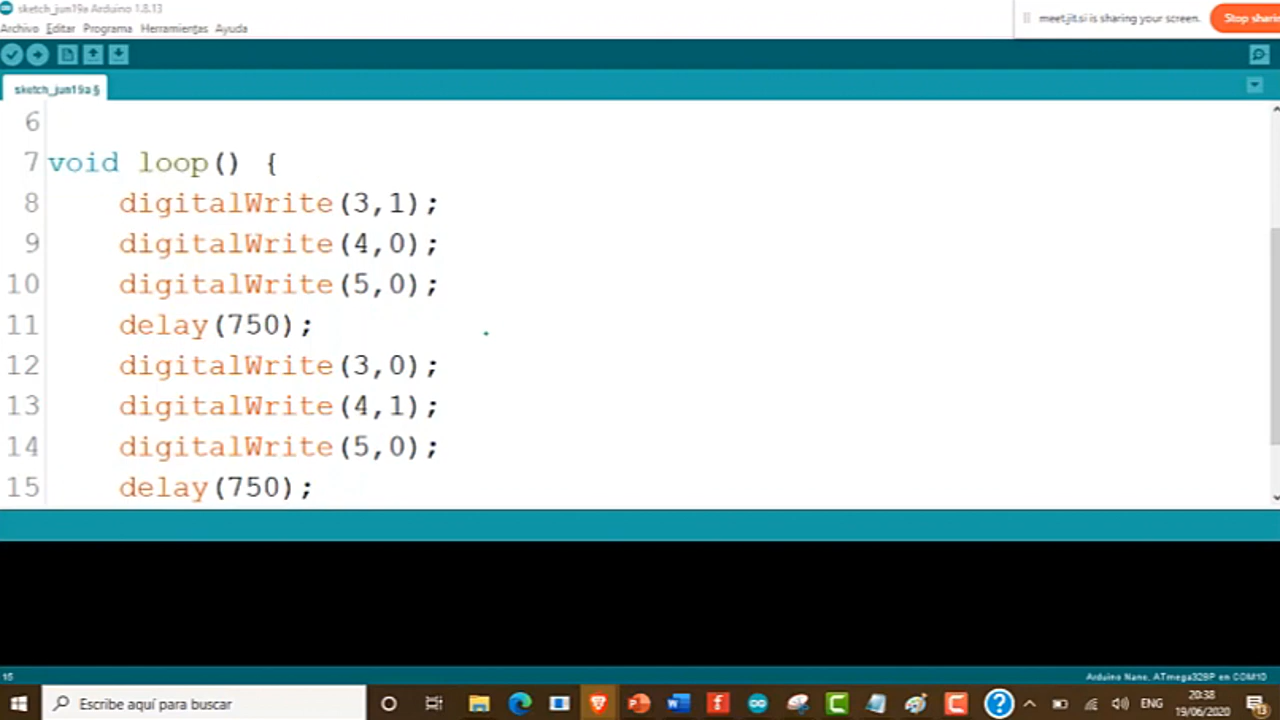 sketch_jun19a Arduino 1.8.13
meet.jit.si is sharing your screen.
Stop sharin
Archivo Editar Programa Herramientas Ayuda
sketch_jun19a §
6
7 void loop() {
8 digitalWrite(3,1);
9 digitalWrite(4,0);
10 digitalWrite(5,0);
11 delay(750);
12 digitalWrite(3,0);
13 digitalWrite(4,1);
14 digitalWrite(5,0);
15 delay(750);
Arduino Nano, ATmega328P en COM10
Escribe aquí para buscar
ENG
20:38
19/06/2020